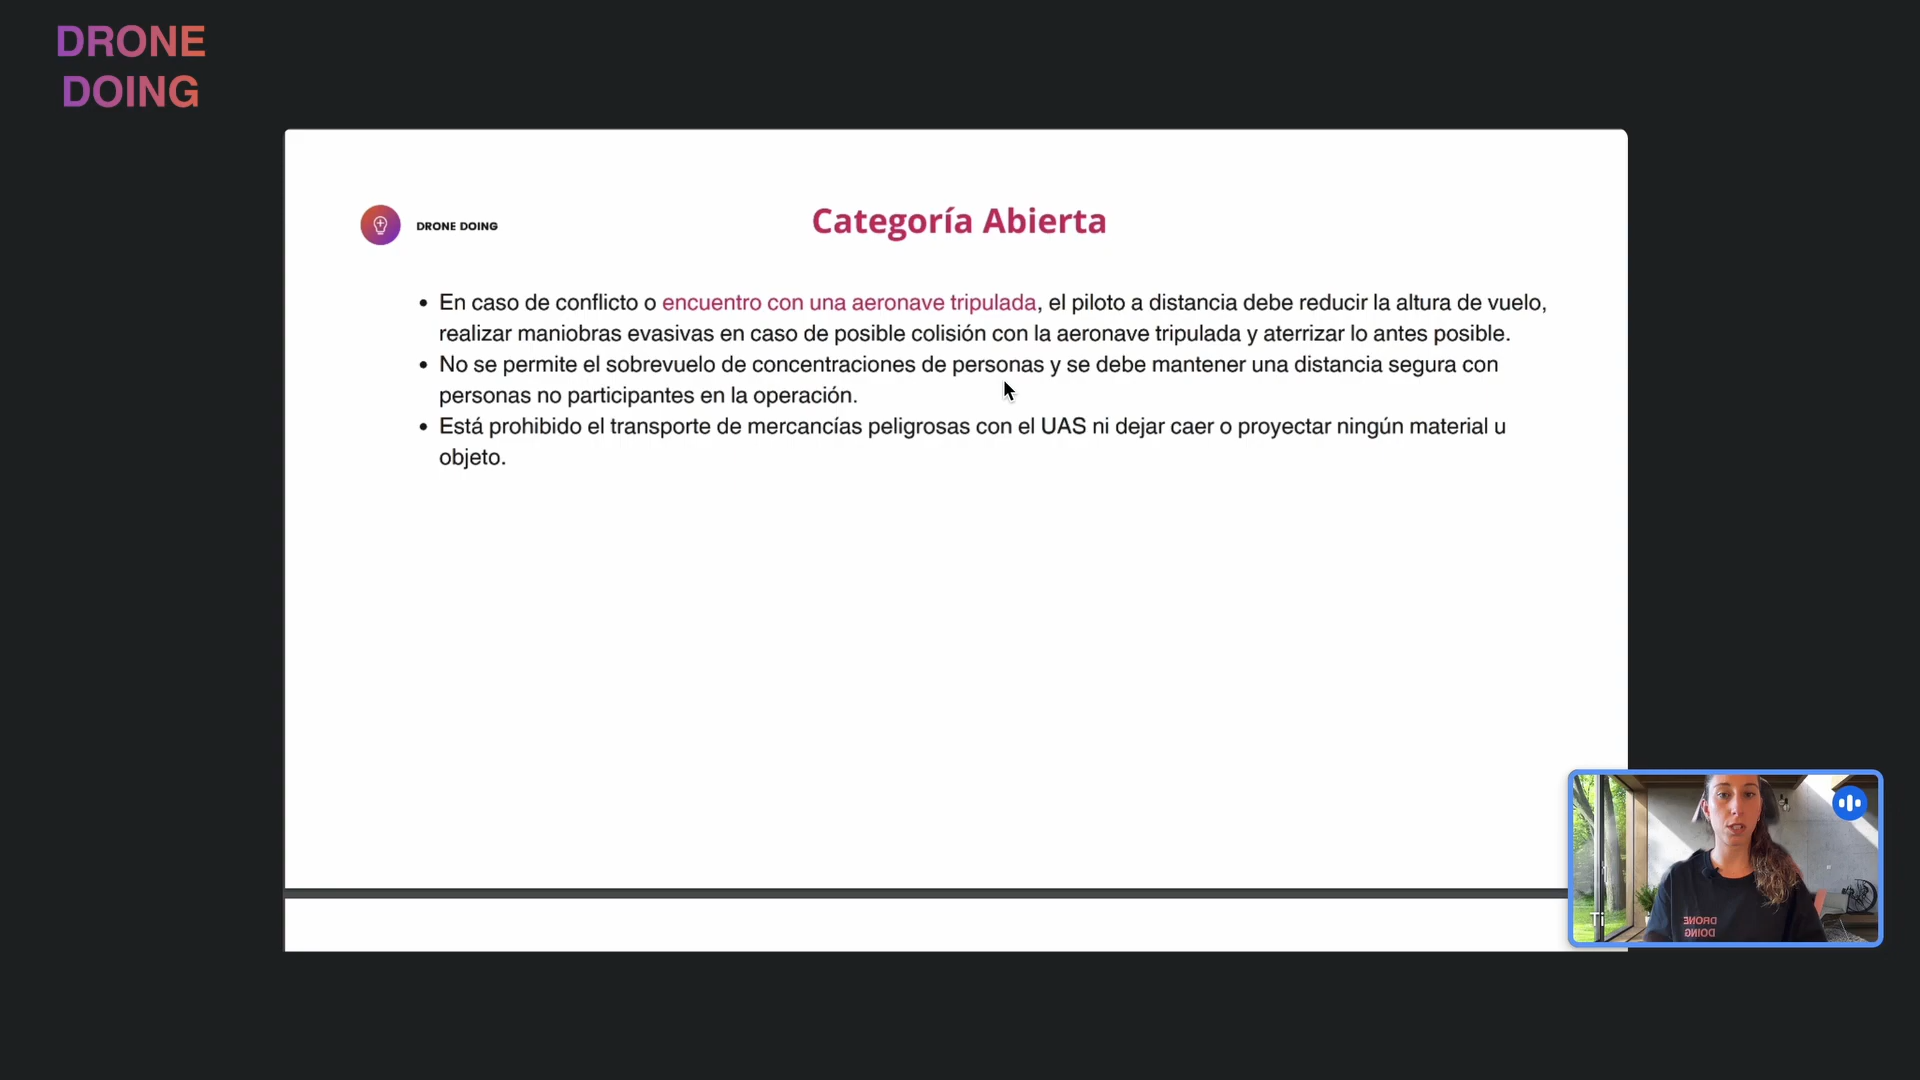 DRONE
DOING
DRONE DOING
Categoría Abierta
• En caso de conflicto o encuentro con una aeronave tripulada, el piloto a distancia debe reducir la altura de vuelo,
realizar maniobras evasivas en caso de posible colisión con la aeronave tripulada y aterrizar lo antes posible.
• No se permite el sobrevuelo de concentraciones de personas y se debe mantener una distancia segura con
personas no participantes en la operación.
• Está prohibido el transporte de mercancías peligrosas con el UAS ni dejar caer o proyectar ningún material u
objeto.
Ti
DRONE
DOING